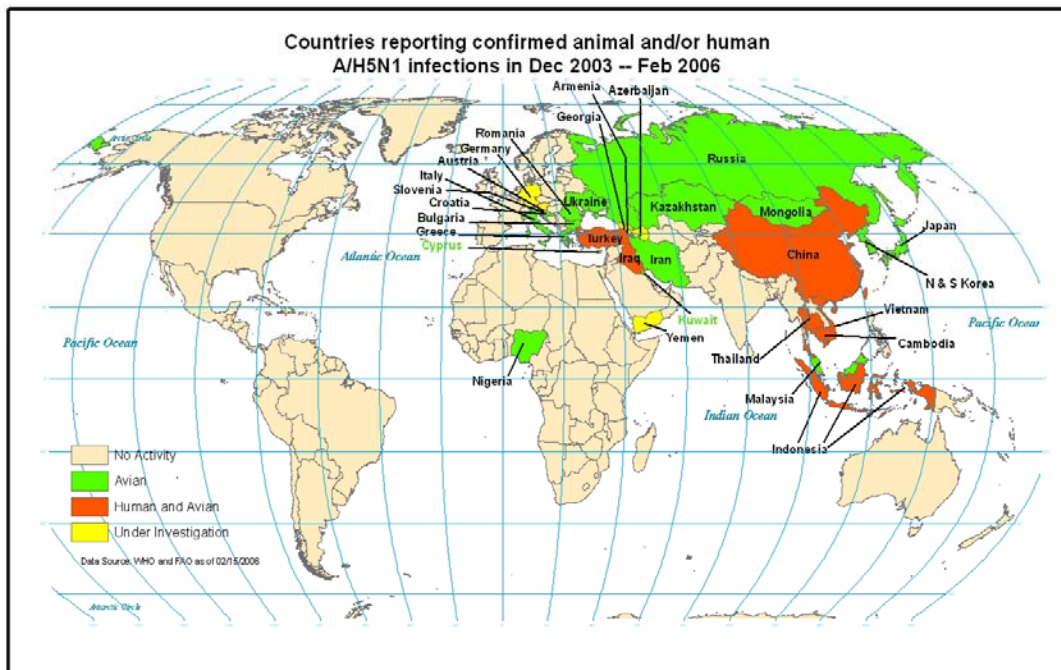 Countries reporting confirmed animal and/or human
A/H5N1 infections in Dec 2003 -- Feb 2006
Armenia
Azerbaijan
Georgia
Arctic Circle
Romania
Germany
Austria
Italy
Slovenia
Croatia
Bulgaria
Greece
Cyprus
Russia
Ukraine
Kazakhstan
Mongolia
Japan
Turkey
China
Iraq
Iran
Atlantic Ocean
N & S Korea
Kuwait
Vietnam
Pacific Ocean
Pacific Ocean
Yemen
Cambodia
Thailand
Nigeria
Malaysia
Indian Ocean
Indonesia
No Activity
Avian
Human and Avian
Under Investigation
Data Source: WHO and FAO as of 02/15/2006